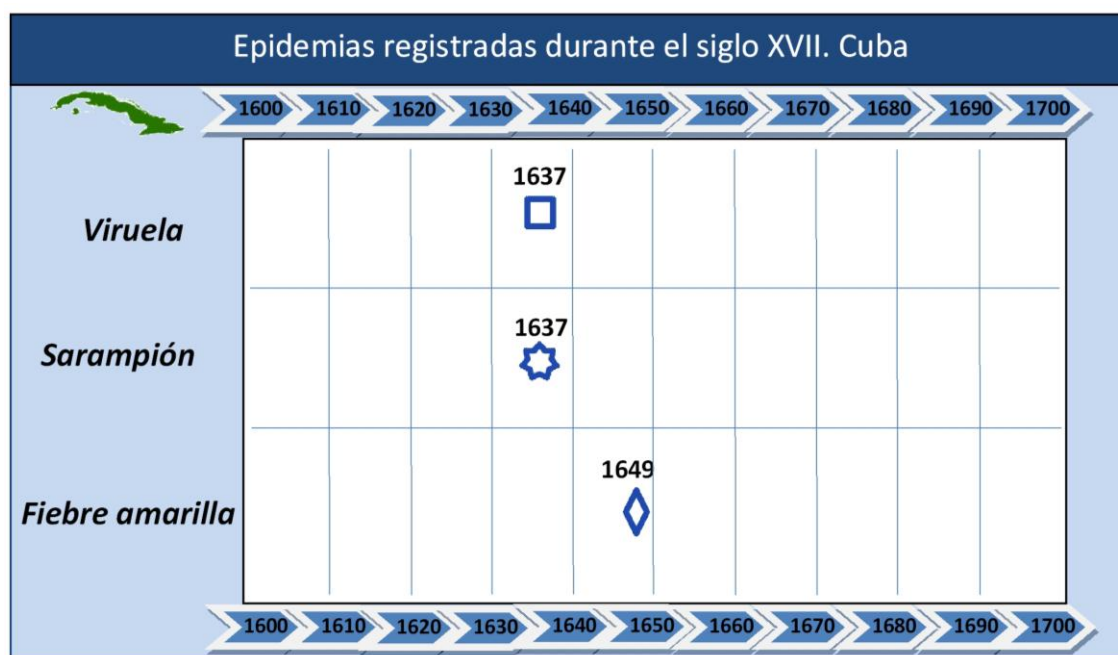 Epidemias registradas durante el siglo XVII. Cuba
1600 1610 1620 1630 1640 1650 1660 1670 1680 1690 1700
1637
Viruela
1637
Sarampión
1649
Fiebre amarilla
1600 1610 1620 1630 1640 1650 1660 1670 1680 1690 1700